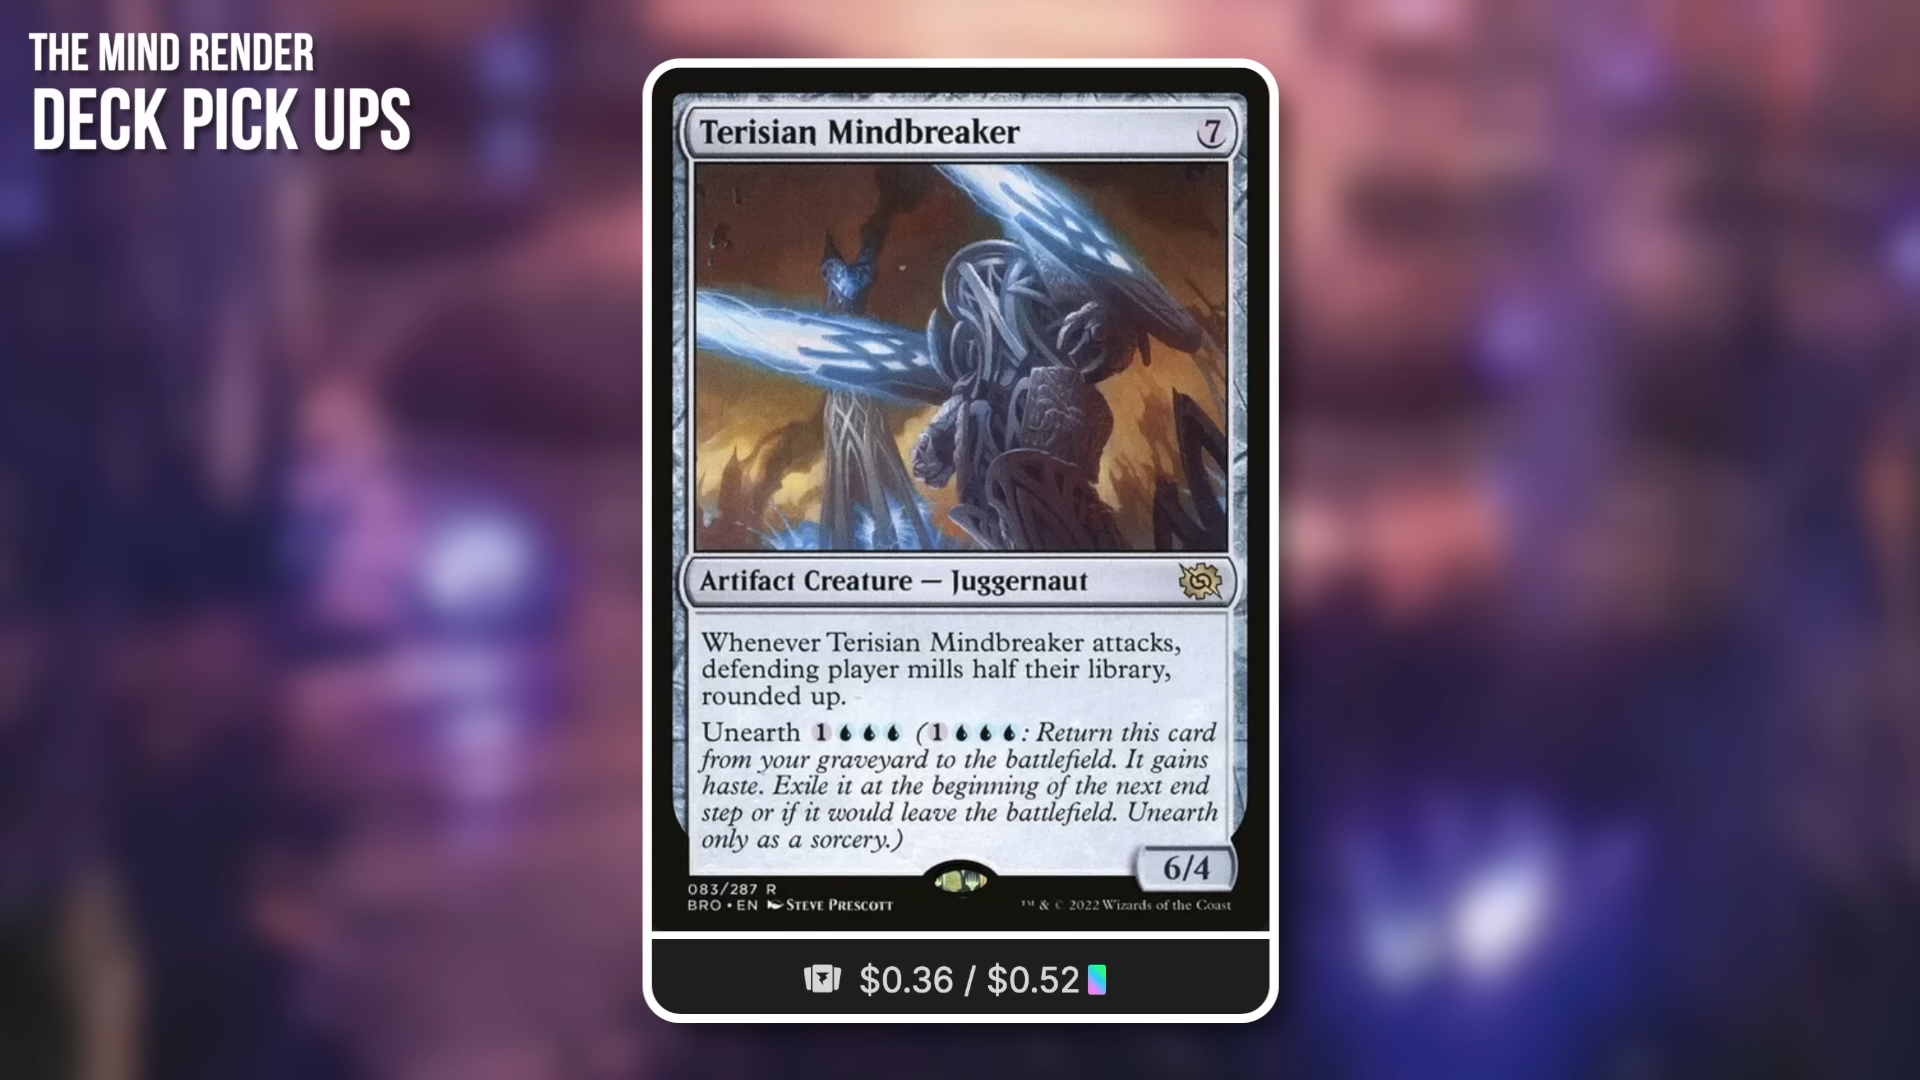 THE MIND RENDER
DECK PICK UPS
Terisian Mindbreaker 7
Artifact Creature — Juggernaut
Whenever Terisian Mindbreaker attacks,
defending player mills half their library,
rounded up.
Unearth 1 (1 : Return this card
from your graveyard to the battlefield. It gains
haste. Exile it at the beginning of the next end
step or if it would leave the battlefield. Unearth
only as a sorcery.)
6/4
083/287 R
BRO • EN STEVE PRESCOTT
™ & © 2022 Wizards of the Coast
$0.36 / $0.52